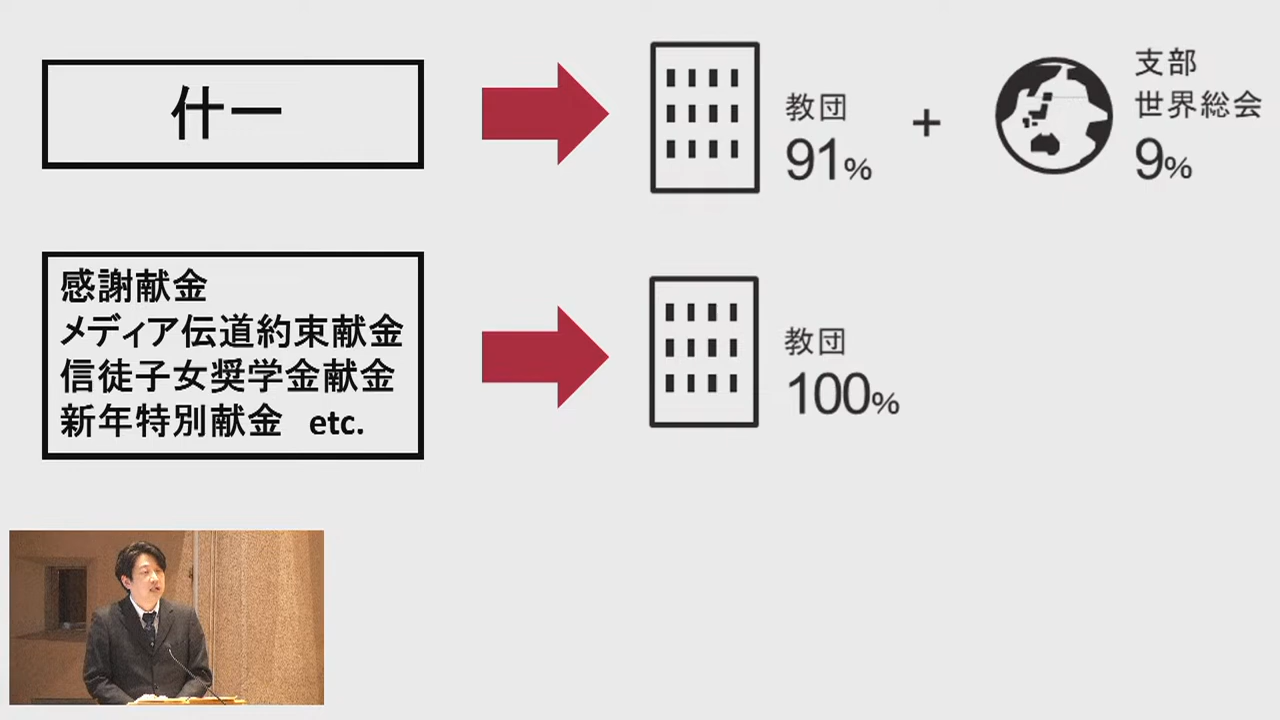 什一
教団
91%
+
支部
世界総会
9%
感謝献金
メディア伝道約束献金
信徒子女奨学金献金
新年特別献金 etc.
教団
100%